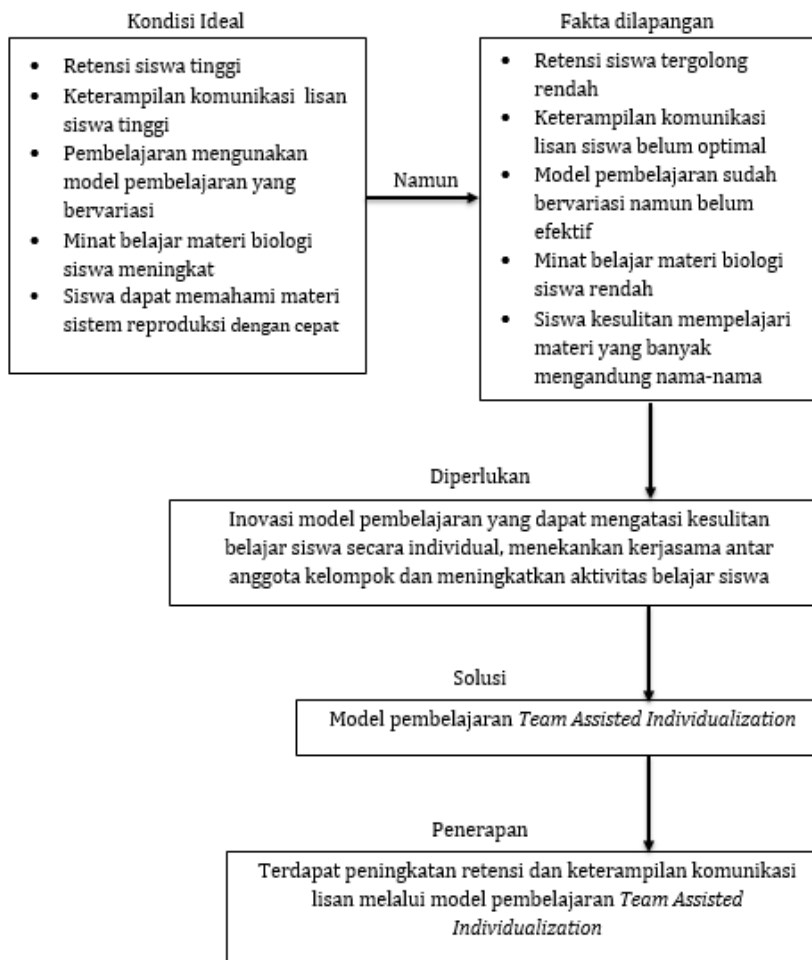 Kondisi Ideal
• Retensi siswa tinggi
• Keterampilan komunikasi lisan
siswa tinggi
• Pembelajaran mengunakan
model pembelajaran yang
bervariasi
• Minat belajar materi biologi
siswa meningkat
• Siswa dapat memahami materi
sistem reproduksi dengan cepat
Namun
Fakta dilapangan
• Retensi siswa tergolong
rendah
• Keterampilan komunikasi
lisan siswa belum optimal
• Model pembelajaran sudah
bervariasi namun belum
efektif
• Minat belajar materi biologi
siswa rendah
• Siswa kesulitan mempelajari
materi yang banyak
mengandung nama-nama
Diperlukan
Inovasi model pembelajaran yang dapat mengatasi kesulitan
belajar siswa secara individual, menekankan kerjasama antar
anggota kelompok dan meningkatkan aktivitas belajar siswa
Solusi
Model pembelajaran Team Assisted Individualization
Penerapan
Terdapat peningkatan retensi dan keterampilan komunikasi
lisan melalui model pembelajaran Team Assisted
Individualization